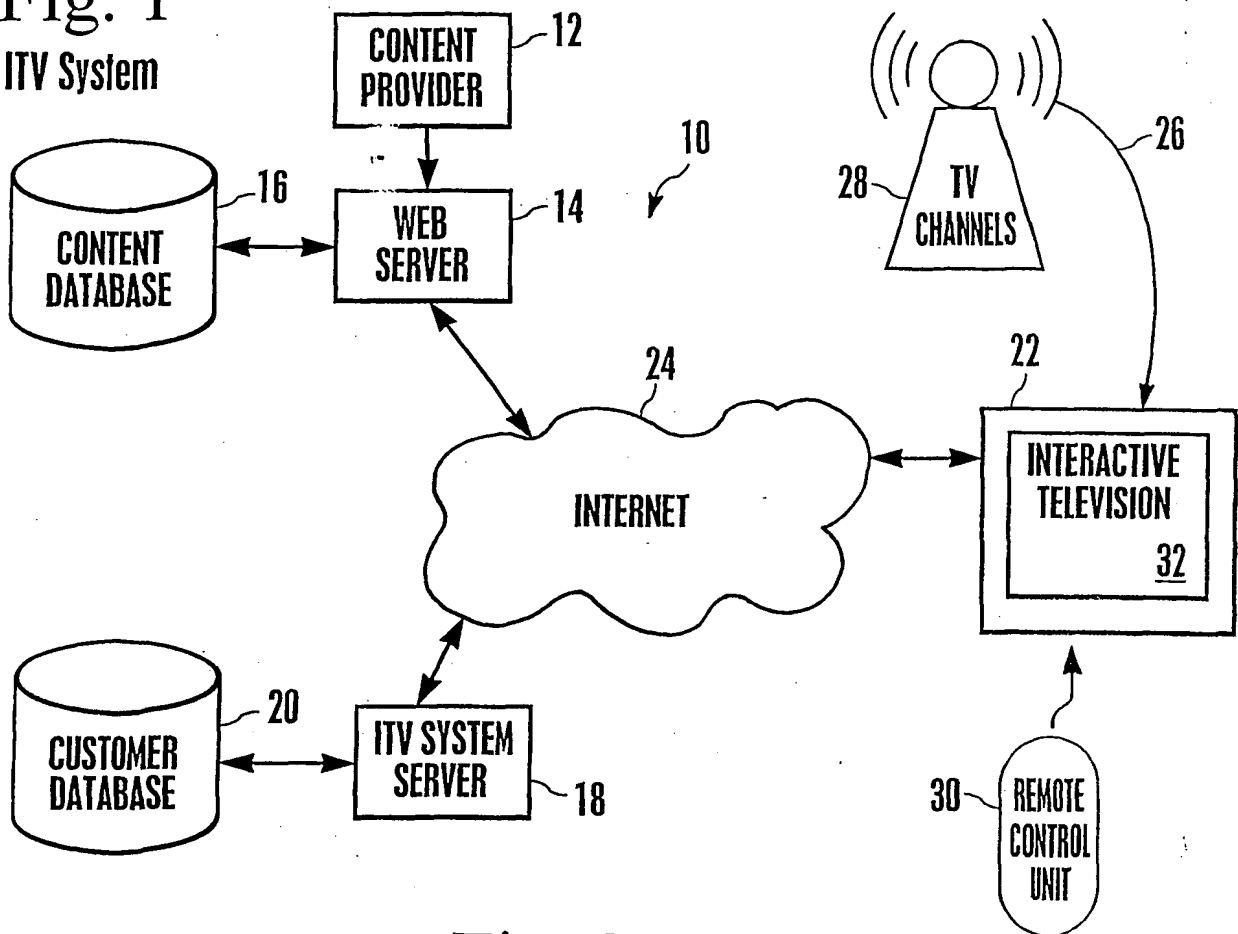 Fig. 1
ITV System
CONTENT
PROVIDER
12
10
26
16
14
28
TV
CHANNELS
CONTENT
DATABASE
WEB
SERVER
24
22
INTERNET
INTERACTIVE
TELEVISION
32
20
CUSTOMER
DATABASE
ITV SYSTEM
SERVER
18
30
REMOTE
CONTROL
UNIT